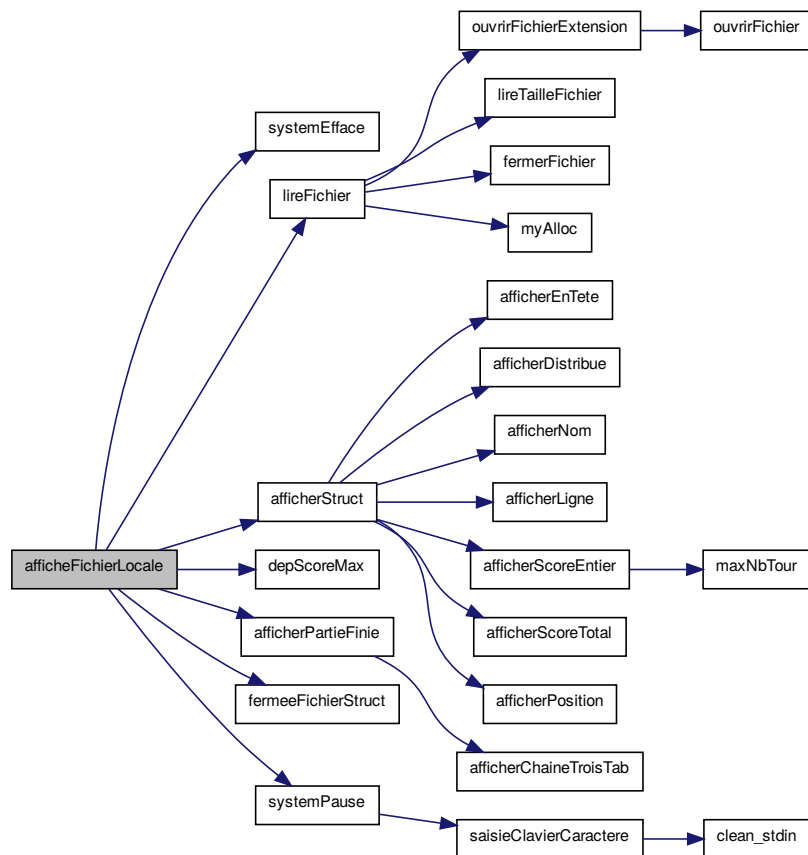 ouvrirFichierExtension
ouvrirFichier
lireTailleFichier
systemEfface
fermerFichier
lireFichier
myAlloc
afficherEnTete
afficherDistribue
afficherNom
afficherStruct
afficherLigne
afficheFichierLocale
depScoreMax
afficherScoreEntier
maxNbTour
afficherPartieFinie
afficherScoreTotal
fermeeFichierStruct
afficherPosition
afficherChaineTroisTab
systemPause
saisieClavierCaractere
clean_stdin